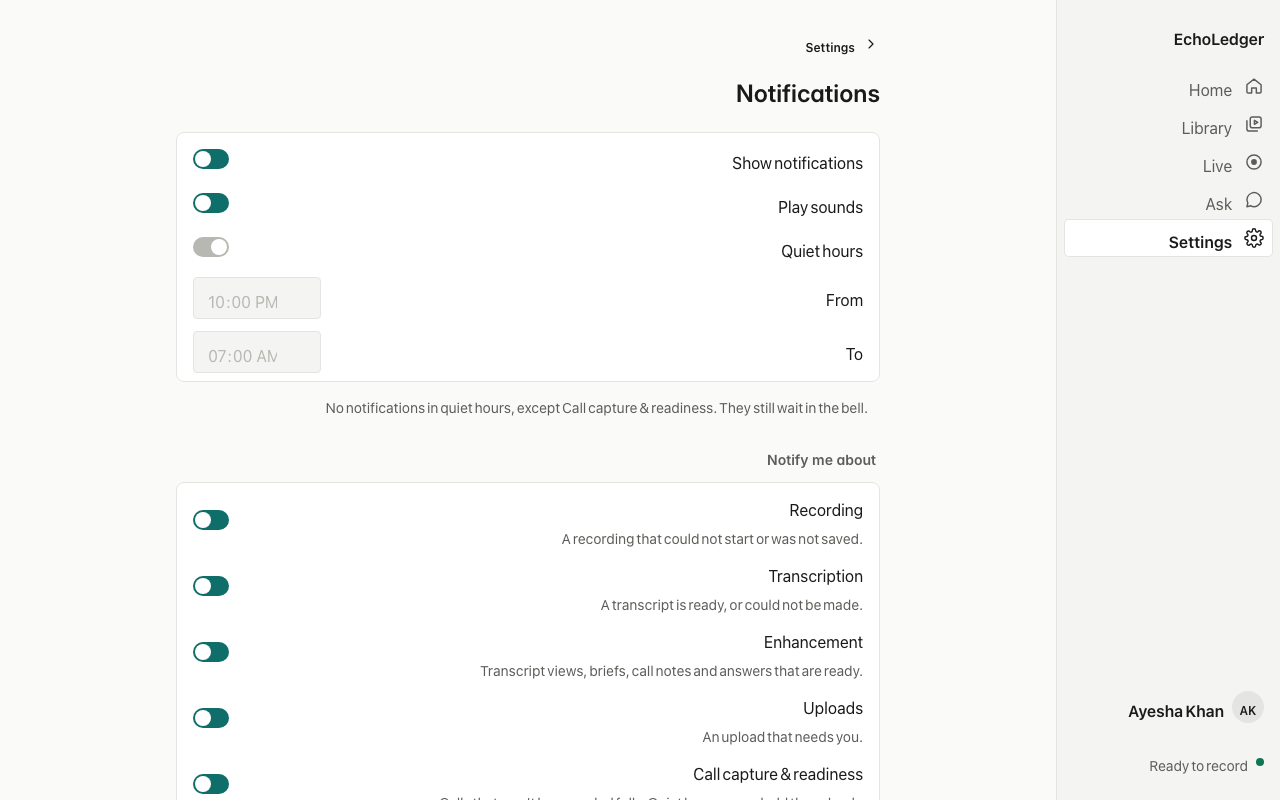 EchoLedger
Home
Library
Live
Ask
Settings
Ayesha Khan
AK
Ready to record
Settings
Notifications
Show notifications
Play sounds
Quiet hours
From
10:00 PM
To
07:00 AM
No notifications in quiet hours, except Call capture & readiness. They still wait in the bell.
Notify me about
Recording
A recording that could not start or was not saved.
Transcription
A transcript is ready, or could not be made.
Enhancement
Transcript views, briefs, call notes and answers that are ready.
Uploads
An upload that needs you.
Call capture & readiness